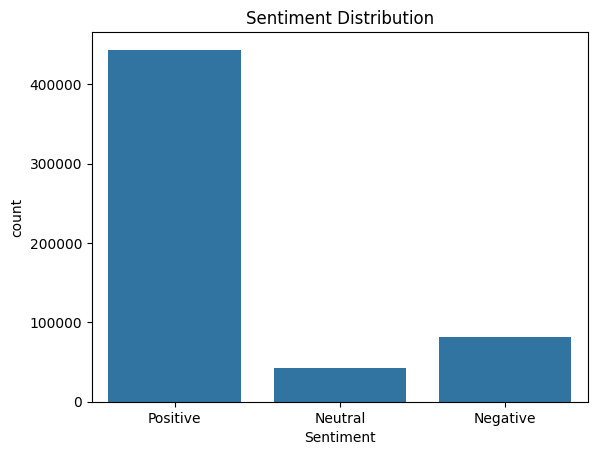 Sentiment Distribution
400000
300000
200000
100000
0
count
Positive
Neutral
Negative
Sentiment